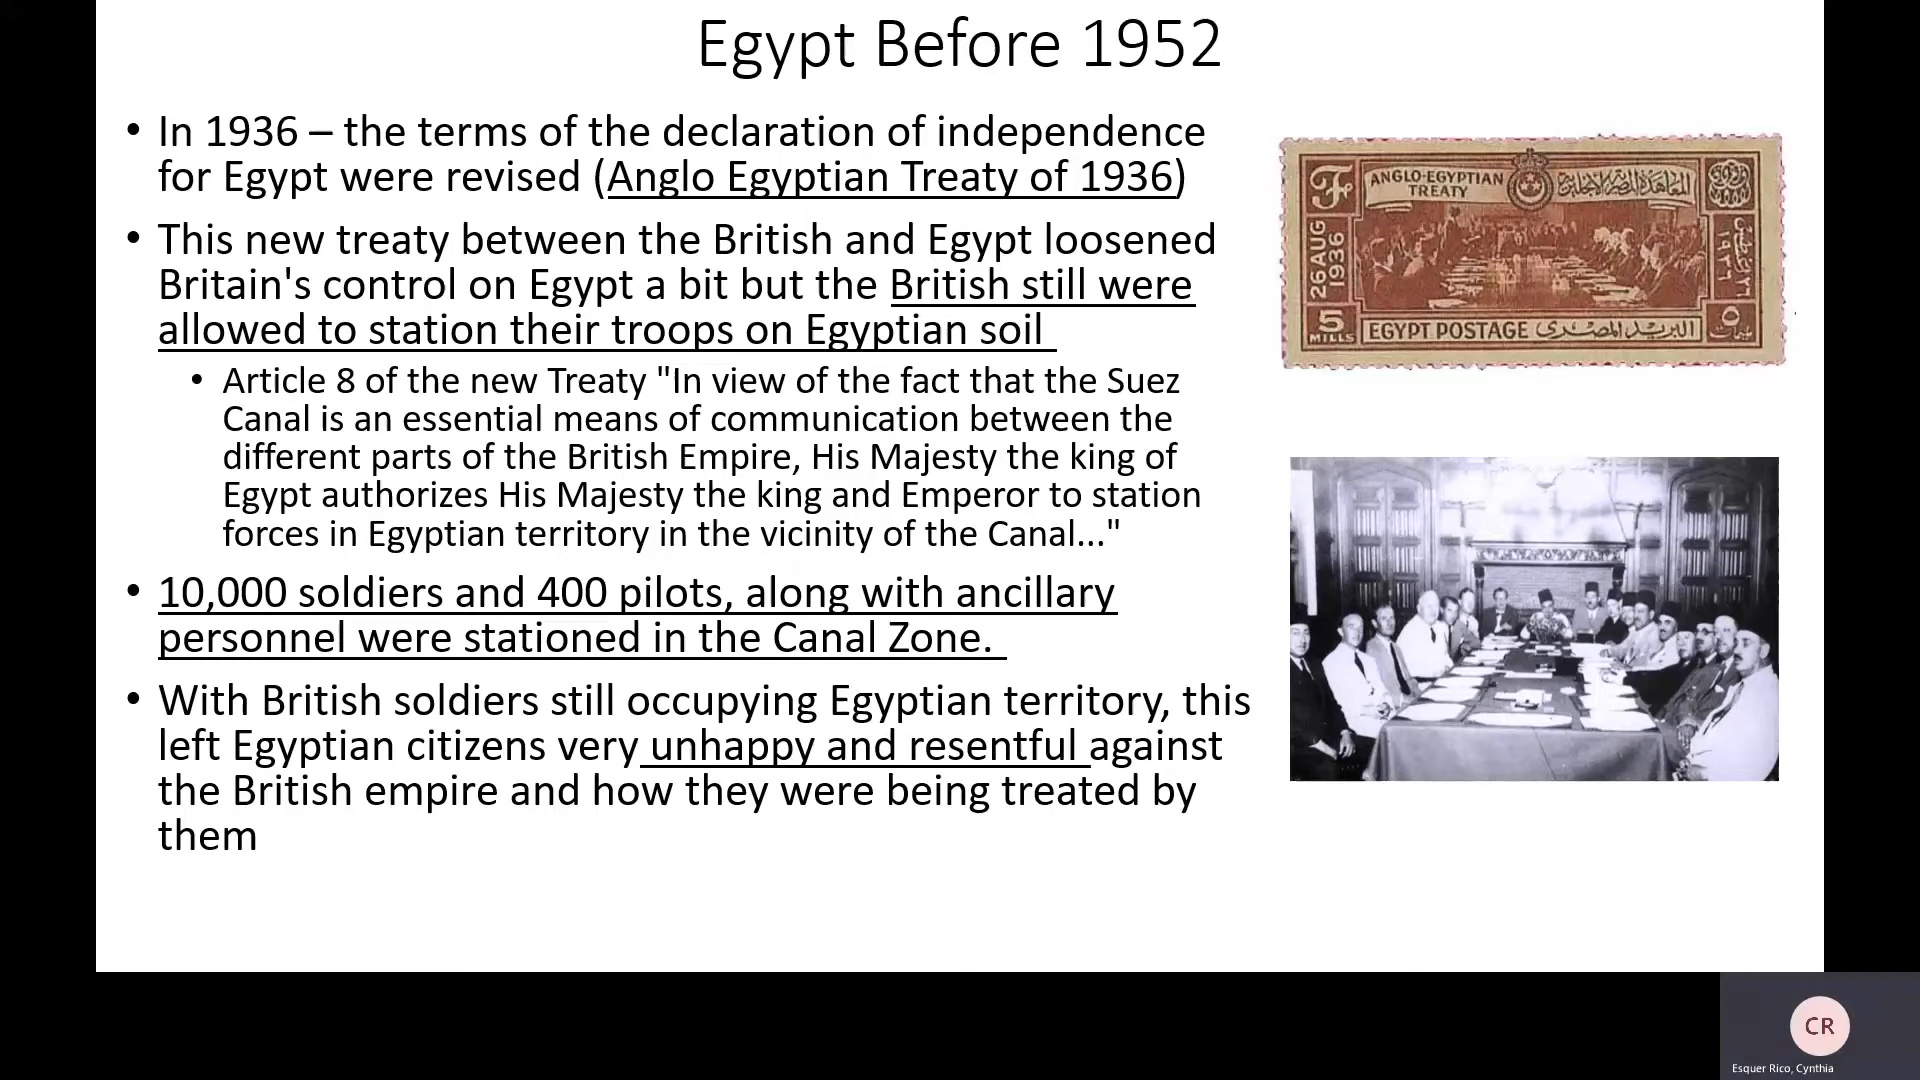 Egypt Before 1952
• In 1936 – the terms of the declaration of independence
for Egypt were revised (Anglo Egyptian Treaty of 1936)
• This new treaty between the British and Egypt loosened
Britain's control on Egypt a bit but the British still were
allowed to station their troops on Egyptian soil
• Article 8 of the new Treaty "In view of the fact that the Suez
Canal is an essential means of communication between the
different parts of the British Empire, His Majesty the king of
Egypt authorizes His Majesty the king and Emperor to station
forces in Egyptian territory in the vicinity of the Canal..."
• 10,000 soldiers and 400 pilots, along with ancillary
personnel were stationed in the Canal Zone.
• With British soldiers still occupying Egyptian territory, this
left Egyptian citizens very unhappy and resentful against
the British empire and how they were being treated by
them
ANGLO-EGYPTIAN
TREATY
26 AUG
1936
5
MILLS
EGYPT POSTAGE
البريد المصرى
CR
Esquer Rico, Cynthia